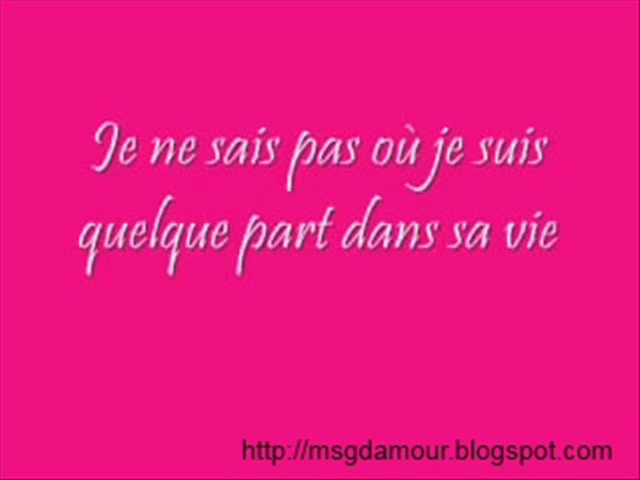 Je ne sais pas où je suis
quelque part dans sa vie
http://msgdamour.blogspot.com